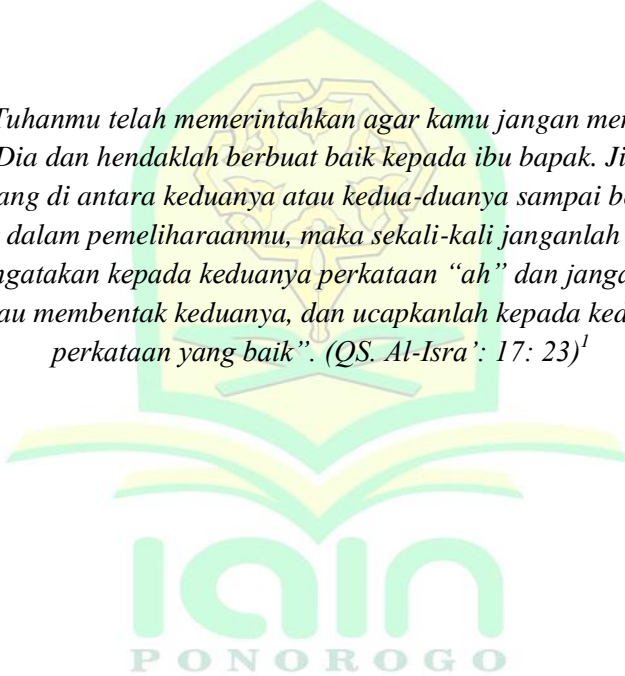 Tuhanmu telah memerintahkan agar kamu jangan
Dia dan hendaklah berbuat baik kepada ibu bapak.
di antara keduanya atau kedua-duanya sampai
dalam pemeliharaanmu, maka sekali-kali janganlah
kepada keduanya perkataan “ah” dan
membentak keduanya, dan ucapkanlah kepada
perkataan yang baik”. (QS. Al-Isra’: 17: 23)1
IAIN
PONOROGO